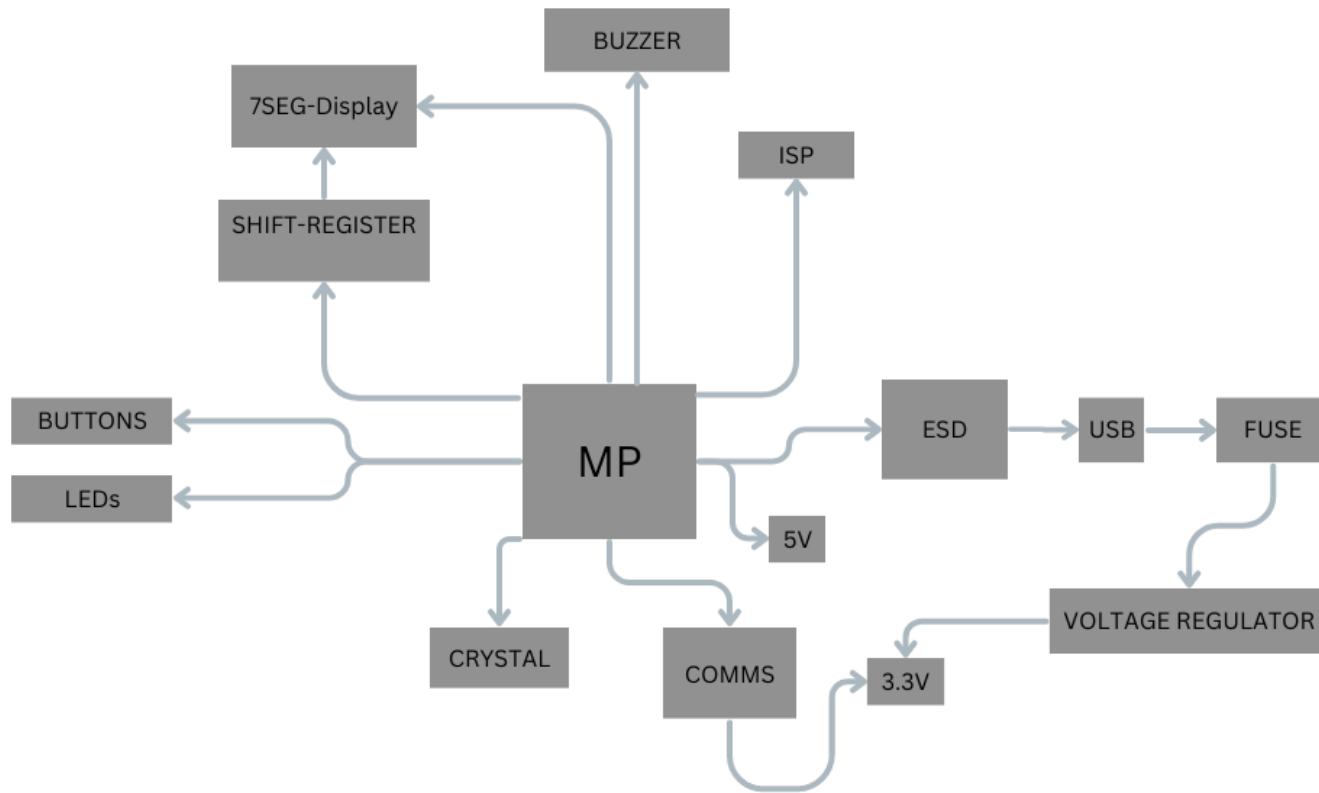 BUZZER
7SEG-Display
ISP
SHIFT-REGISTER
BUTTONS
MP
ESD
USB
FUSE
LEDs
5V
VOLTAGE REGULATOR
CRYSTAL
COMMS
3.3V